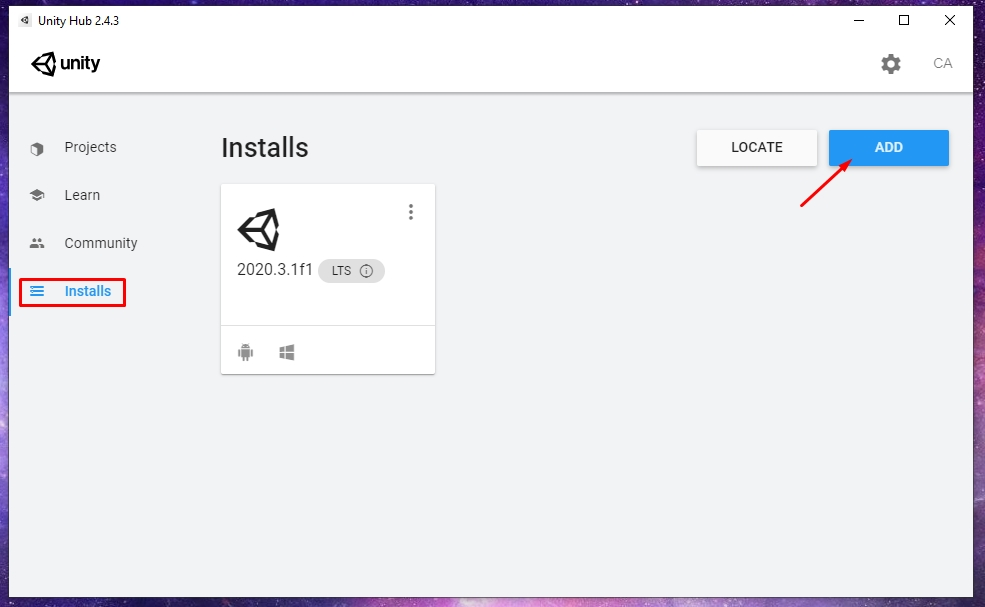 Unity Hub 2.4.3
unity
CA
Projects
Learn
Community
Installs
Installs
LOCATE
ADD
2020.3.1f1 LTS